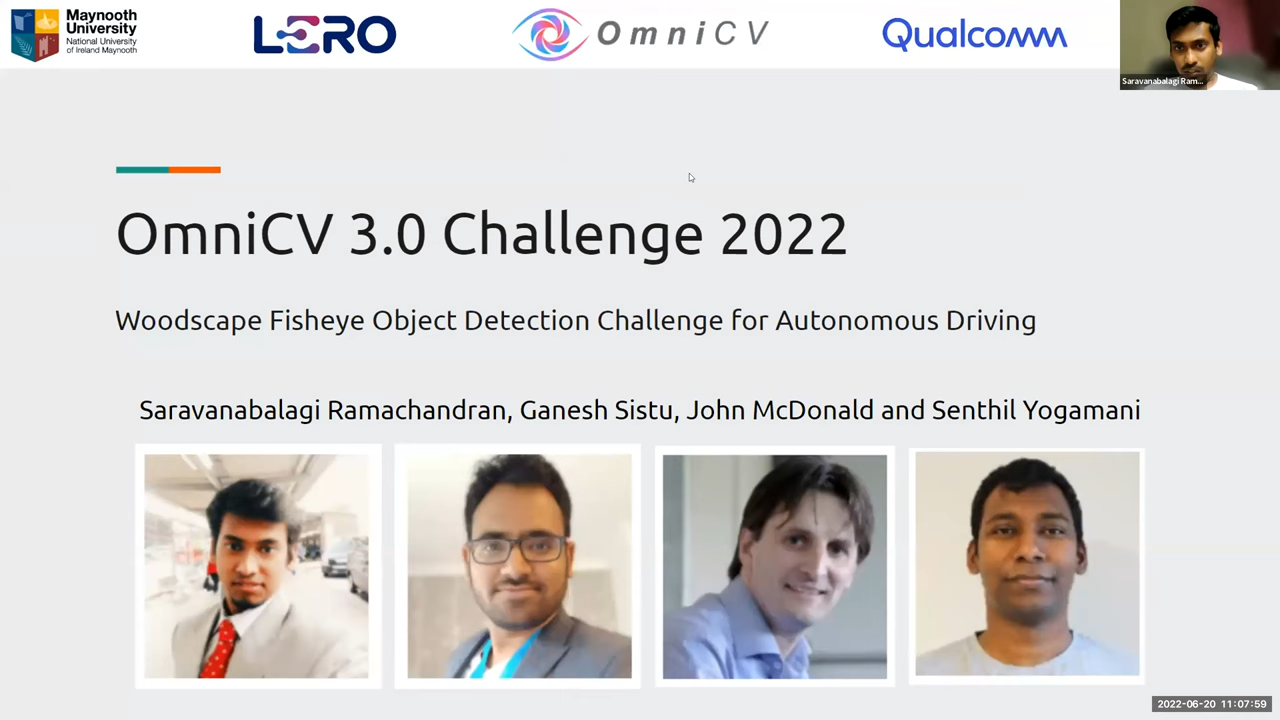 Maynooth
University
National University
of Ireland Maynooth
LERO
OmniCV
Qualcomm
Saravanabalagi Ram...
OmniCV 3.0 Challenge 2022
Woodscape Fisheye Object Detection Challenge for Autonomous Driving
Saravanabalagi Ramachandran, Ganesh Sistu, John McDonald and Senthil Yogamani
2022-06-20 11:07:59